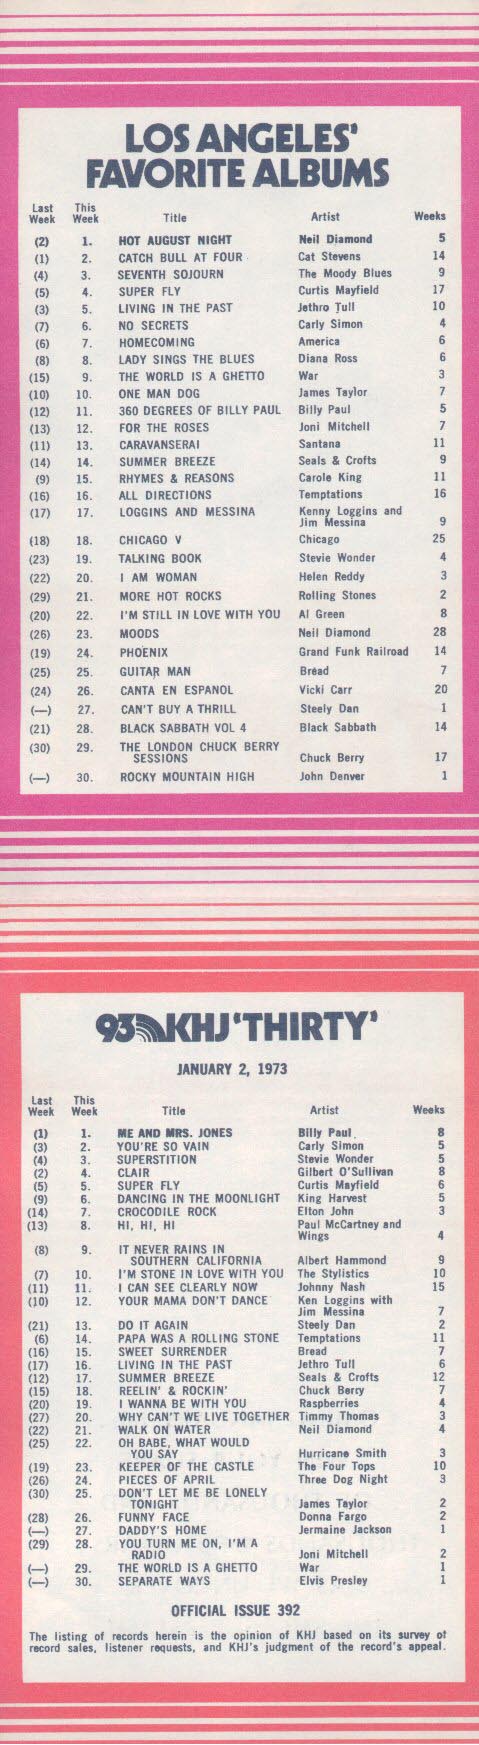 LOS ANGELES'
FAVORITE ALBUMS
Last Week This Week Title Artist Weeks
(2) 1. HOT AUGUST NIGHT Neil Diamond 5
(1) 2. CATCH BULL AT FOUR Cat Stevens 14
(4) 3. SEVENTH SOJOURN The Moody Blues 9
(5) 4. SUPER FLY Curtis Mayfield 17
(3) 5. LIVING IN THE PAST Jethro Tull 10
(7) 6. NO SECRETS Carly Simon 4
(6) 7. HOMECOMING America 6
(8) 8. LADY SINGS THE BLUES Diana Ross 6
(15) 9. THE WORLD IS A GHETTO War 3
(10) 10. ONE MAN DOG James Taylor 7
(12) 11. 360 DEGREES OF BILLY PAUL Billy Paul 5
(13) 12. FOR THE ROSES Joni Mitchell 7
(11) 13. CARAVANSERAI Santana 11
(14) 14. SUMMER BREEZE Seals & Crofts 9
(9) 15. RHYMES & REASONS Carole King 11
(16) 16. ALL DIRECTIONS Temptations 16
(17) 17. LOGGINS AND MESSINA Kenny Loggins and
Jim Messina 9
(18) 18. CHICAGO V Chicago 25
(23) 19. TALKING BOOK Stevie Wonder 4
(22) 20. I AM WOMAN Helen Reddy 3
(29) 21. MORE HOT ROCKS Rolling Stones 2
(20) 22. I'M STILL IN LOVE WITH YOU Al Green 8
(26) 23. MOODS Neil Diamond 28
(19) 24. PHOENIX Grand Funk Railroad 14
(25) 25. GUITAR MAN Bread 7
(24) 26. CANTA EN ESPANOL Vicki Carr 20
(—) 27. CAN'T BUY A THRILL Steely Dan 1
(21) 28. BLACK SABBATH VOL 4 Black Sabbath 14
(30) 29. THE LONDON CHUCK BERRY
SESSIONS Chuck Berry 17
(—) 30. ROCKY MOUNTAIN HIGH John Denver 1
93 KHJ 'THIRTY'
JANUARY 2, 1973
Last Week This Week Title Artist Weeks
(1) 1. ME AND MRS. JONES Billy Paul 8
(3) 2. YOU'RE SO VAIN Carly Simon 5
(4) 3. SUPERSTITION Stevie Wonder 5
(2) 4. CLAIR Gilbert O'Sullivan 8
(5) 5. SUPER FLY Curtis Mayfield 6
(9) 6. DANCING IN THE MOONLIGHT King Harvest 5
(14) 7. CROCODILE ROCK Elton John 3
(13) 8. HI, HI, HI Paul McCartney and
Wings 4
(8) 9. IT NEVER RAINS IN
SOUTHERN CALIFORNIA Albert Hammond 9
(7) 10. I'M STONE IN LOVE WITH YOU The Stylistics 10
(11) 11. I CAN SEE CLEARLY NOW Johnny Nash 15
(10) 12. YOUR MAMA DON'T DANCE Ken Loggins with
Jim Messina 7
(21) 13. DO IT AGAIN Steely Dan 2
(6) 14. PAPA WAS A ROLLING STONE Temptations 11
(16) 15. SWEET SURRENDER Bread 7
(17) 16. LIVING IN THE PAST Jethro Tull 6
(12) 17. SUMMER BREEZE Seals & Crofts 12
(15) 18. REELIN' & ROCKIN' Chuck Berry 7
(20) 19. I WANNA BE WITH YOU Raspberries 4
(27) 20. WHY CAN'T WE LIVE TOGETHER Timmy Thomas 3
(22) 21. WALK ON WATER Neil Diamond 4
(25) 22. OH BABE, WHAT WOULD
YOU SAY Hurricane Smith 3
(19) 23. KEEPER OF THE CASTLE The Four Tops 10
(26) 24. PIECES OF APRIL Three Dog Night 3
(30) 25. DON'T LET ME BE LONELY
TONIGHT James Taylor 2
(28) 26. FUNNY FACE Donna Fargo 2
(—) 27. DADDY'S HOME Jermaine Jackson 1
(29) 28. YOU TURN ME ON, I'M A
RADIO Joni Mitchell 2
(—) 29. THE WORLD IS A GHETTO War 1
(—) 30. SEPARATE WAYS Elvis Presley 1
OFFICIAL ISSUE 392
The listing of records herein is the opinion of KHJ based on its survey of
record sales, listener requests, and KHJ's judgment of the record's appeal.